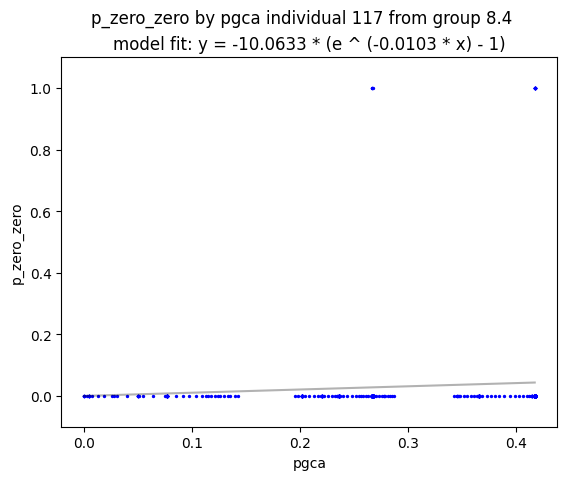 p_zero_zero by pgca individual 117 from group 8.4
model fit: y = -10.0633 * (e ^ (-0.0103 * x) - 1)
1.0
0.8
0.6
0.4
0.2
0.0
p_zero_zero
0.0 0.1 0.2 0.3 0.4
pgca